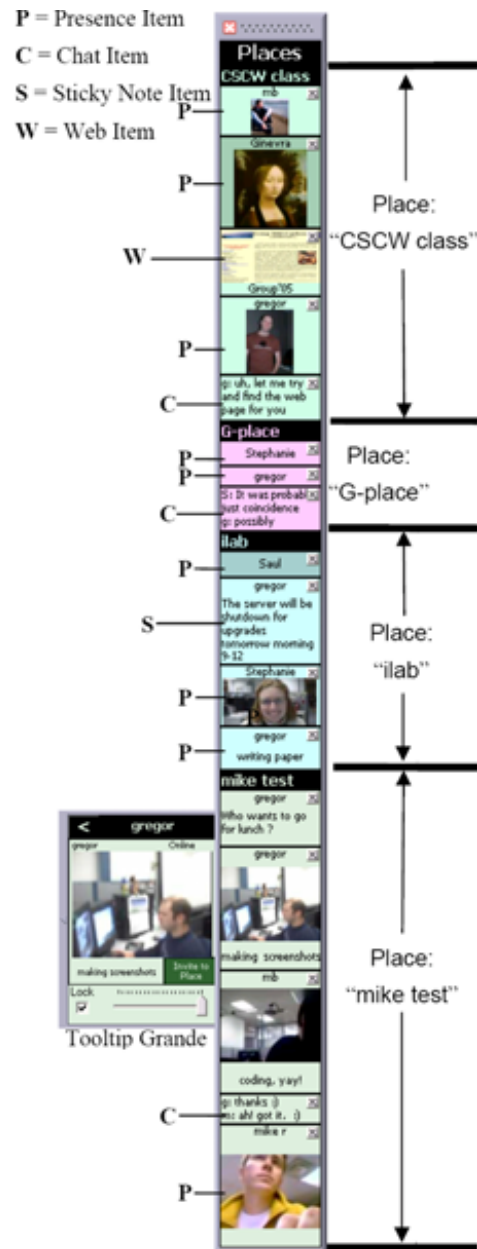 P = Presence Item
C = Chat Item
S = Sticky Note Item
W = Web Item
Places
CSCW class
mb
P
Ginevra
P
W
Group'05
gregor
P
g: uh, let me try
and find the web
page for you
C
Place:
"CSCW class"
G-place
Stephanie
P
gregor
P
S: It was probabl
just coincidence
g: possibly
C
Place:
"G-place"
ilab
Saul
P
gregor
The server will be
shutdown for
upgrades
tomorrow morning
9-12
S
Stephanie
P
gregor
writing paper
P
Place:
"ilab"
mike test
gregor
Who wants to go
for lunch ?
gregor
making screenshots
mb
coding, yay!
g: thanks :)
m: ah! got it. :)
C
mike r
P
Place:
"mike test"
< gregor
gregor Online
making screenshots
Invite to
Place
Lock
Tooltip Grande